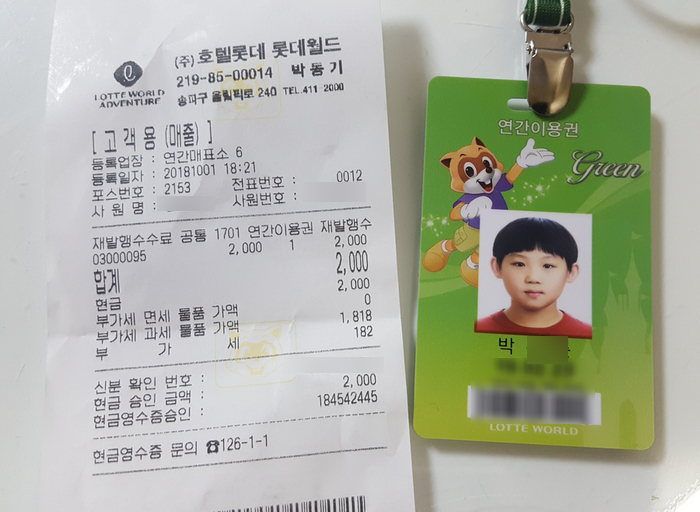 LOTTE WORLD
ADVENTURE
(주)호텔롯데 롯데월드
219-85-00014 박동기
송파구 올림픽로 240 TEL.411-2000
[ 고객용(매출) ]
등록업장 : 연간매표소 6
등록일자 : 20181001 18:21
포스번호 : 2153 전표번호 : 0012
사 원 명 : 사원번호 :
재발행수수료 공통 1701 연간이용권 재발행수
03000095 2,000 1 2,000
합계 2,000
현금 2,000
부가세 면세 물품 가액 0
부가세 과세 물품 가액 1,818
부 가 세 182
신분 확인 번호 :
현금 승인 금액 : 2,000
현금영수증승인 : 184542445
현금영수증 문의 ☎126-1-1
연간이용권
Green
박
LOTTE WORLD